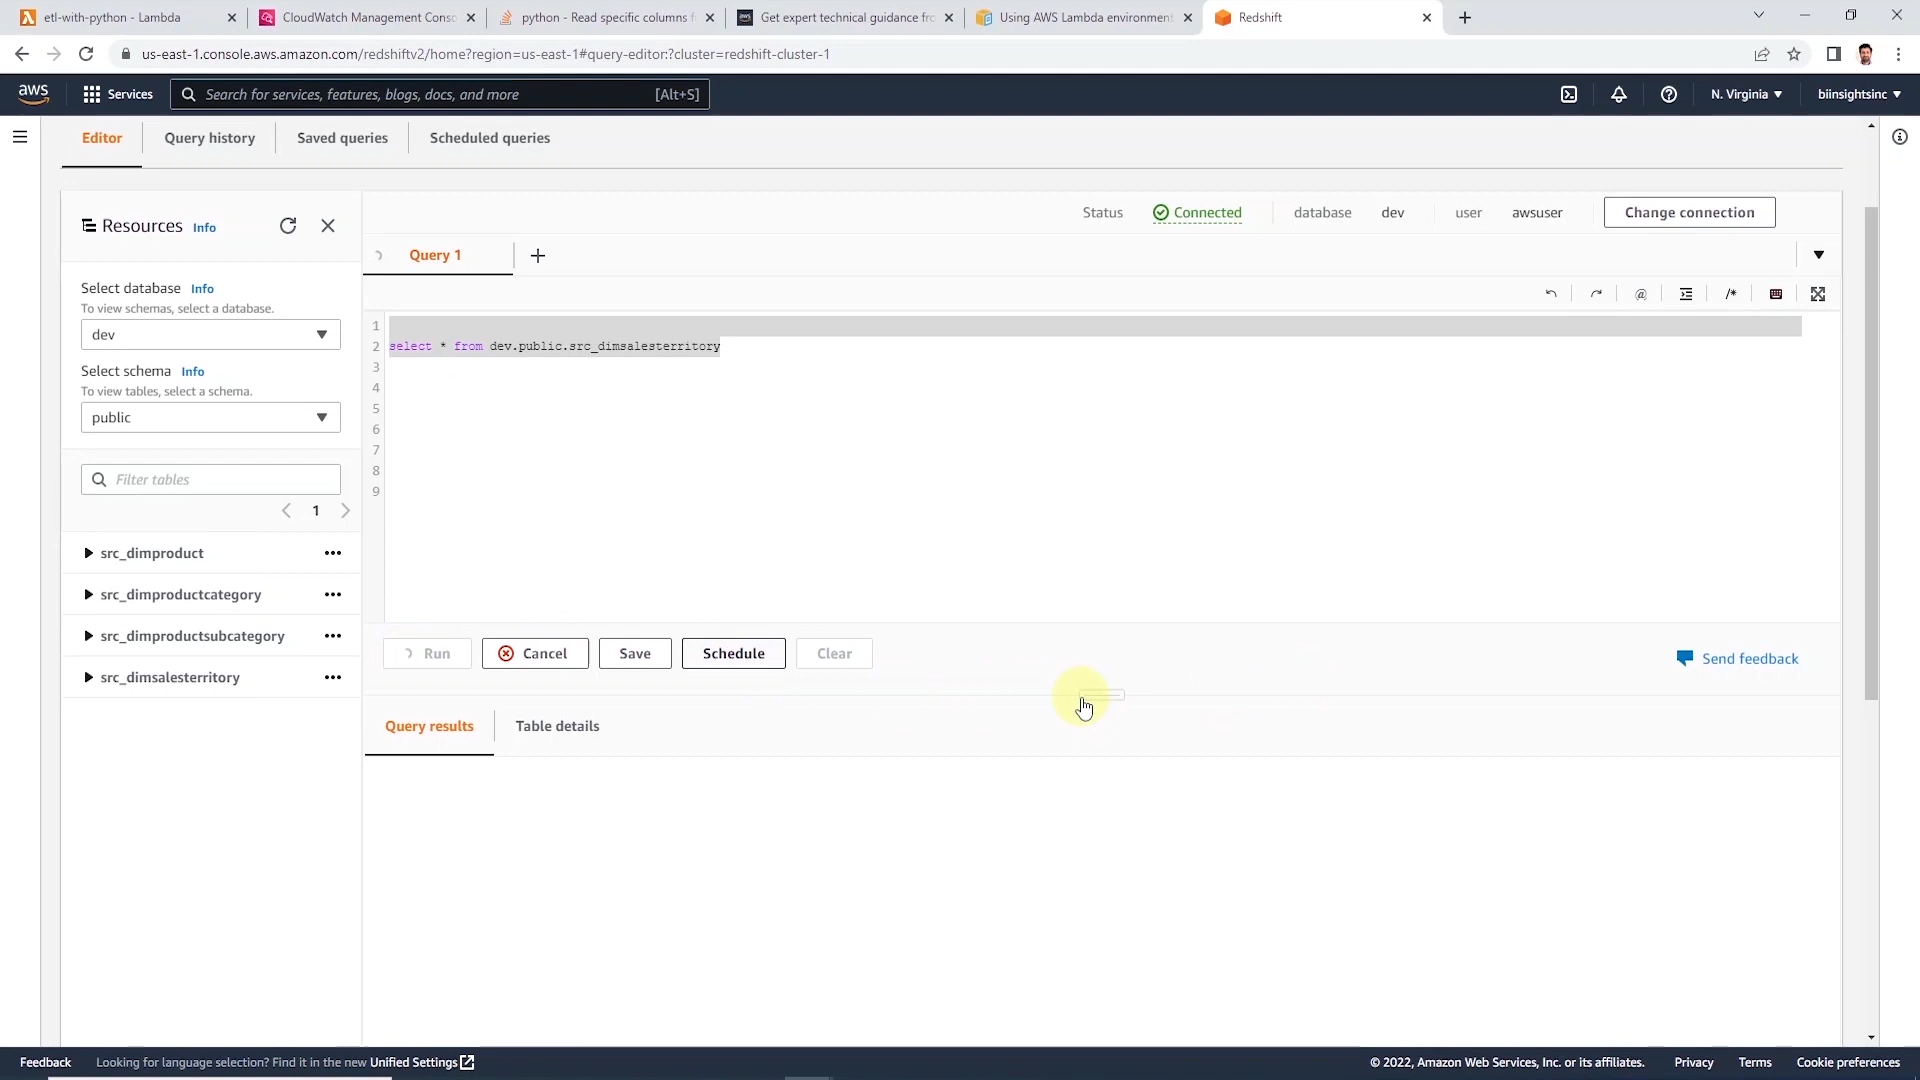 etl-with-python - Lambda
CloudWatch Management Conso
python - Read specific columns f
Get expert technical guidance fro
Using AWS Lambda environment
Redshift
us-east-1.console.aws.amazon.com/redshiftv2/home?region=us-east-1#query-editor:?cluster=redshift-cluster-1
aws
Services
Search for services, features, blogs, docs, and more
[Alt+S]
N. Virginia
biinsightsinc
Editor
Query history
Saved queries
Scheduled queries
Resources Info
Status
Connected
database
dev
user
awsuser
Change connection
Query 1
Select database Info
To view schemas, select a database.
dev
Select schema Info
To view tables, select a schema.
public
Filter tables
1
src_dimproduct
src_dimproductcategory
src_dimproductsubcategory
src_dimsalesterritory
@
/*
1
2 select * from dev.public.src_dimsalesterritory
3
4
5
6
7
8
9
Run
Cancel
Save
Schedule
Clear
Send feedback
Query results
Table details
Feedback
Looking for language selection? Find it in the new Unified Settings
© 2022, Amazon Web Services, Inc. or its affiliates.
Privacy
Terms
Cookie preferences